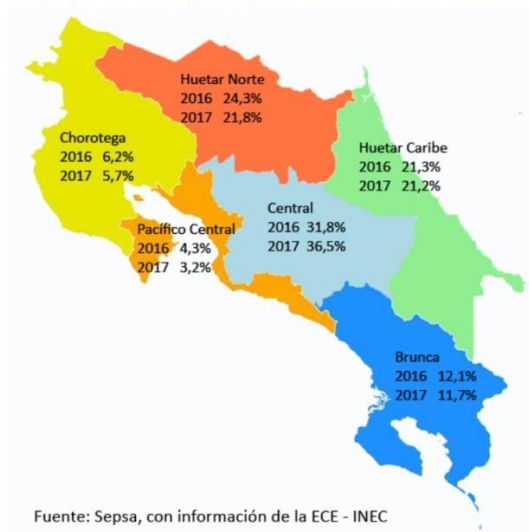 Huetar Norte
2016 24,3%
2017 21,8%
Chorotega
2016 6,2%
2017 5,7%
Huetar Caribe
2016 21,3%
2017 21,2%
Central
2016 31,8%
2017 36,5%
Pacífico Central
2016 4,3%
2017 3,2%
Brunca
2016 12,1%
2017 11,7%
Fuente: Sepsa, con información de la ECE - INEC